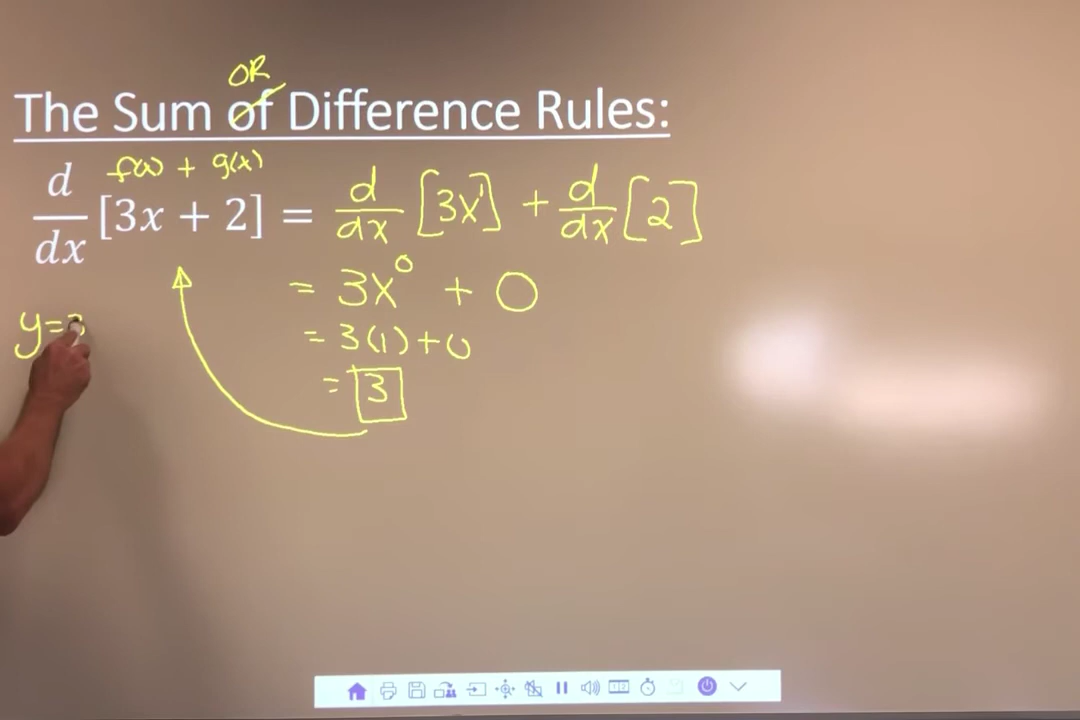 OR
The Sum of Difference Rules:
f(x) + g(x)
d/dx [3x + 2] = d/dx [3x¹] + d/dx [2]
= 3x⁰ + 0
y=3
= 3(1)+0
= 3